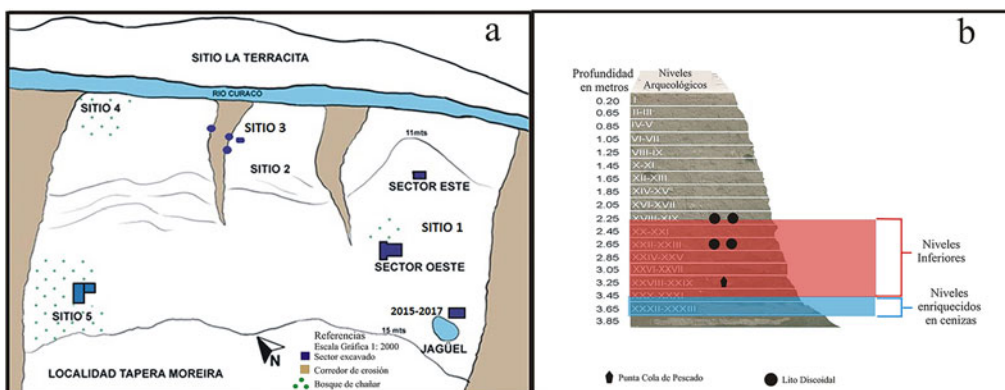 a
SITIO LA TERRACITA
RIO CURACO
SITIO 4
SITIO 3
11mts
SITIO 2
SECTOR ESTE
SITIO 1
SECTOR OESTE
SITIO 5
2015-2017
JAGÜEL
15 mts
N
Referencias
Escala Gráfica 1: 2000
Sector excavado
Corredor de erosión
Bosque de chañar
LOCALIDAD TAPERA MOREIRA
b
Profundidad
en metros
Niveles
Arqueológicos
0.20 I
0.65 II-III
0.85 IV-V
1.05 VI-VII
1.25 VIII-IX
1.45 X-XI
1.65 XII-XIII
1.85 XIV-XV
2.05 XVI-XVII
2.25 XVIII-XIX
2.45 XX-XXI
2.65 XXII-XXIII
2.85 XXIV-XXV
3.05 XXVI-XXVII
3.25 XXVIII-XXIX
3.45 XXX-XXXI
3.65 XXXII-XXXIII
3.85
Niveles
Inferiores
Niveles
enriquecidos
en cenizas
Punta Cola de Pescado
Lito Discoidal